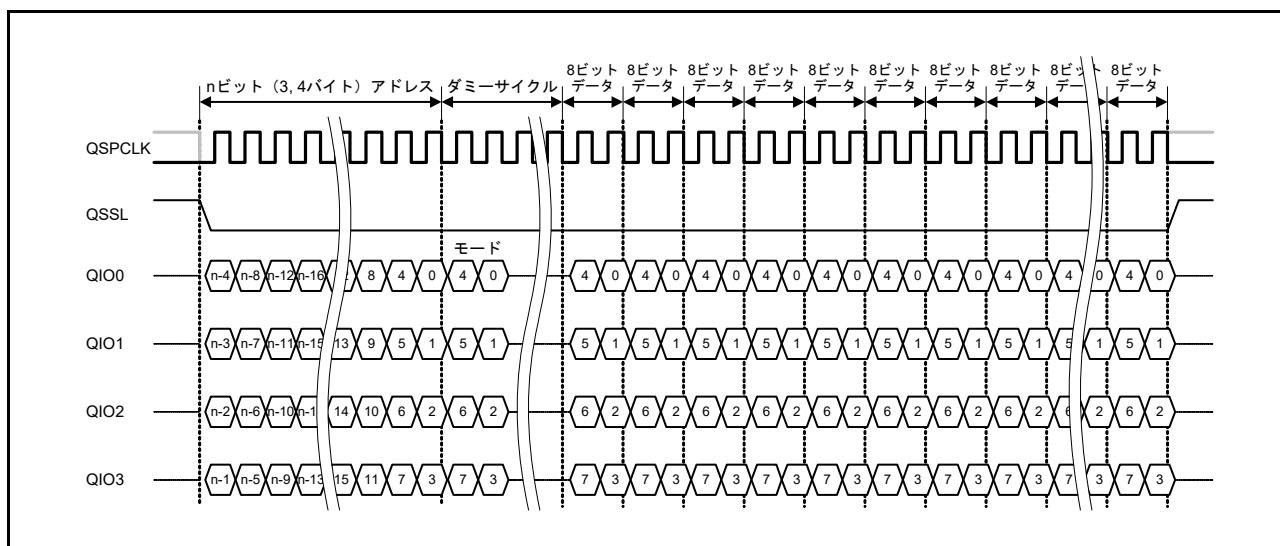 8ビット 8ビット 8ビット 8ビット 8ビット 8ビット 8ビット 8ビット 8ビット 8ビット
nビット（3, 4バイト）アドレス ダミーサイクル データ データ データ データ データ データ データ データ データ データ
QSPCLK
QSSL
モード
QIO0 n-4 n-8 n-12 n-16 8 4 0 4 0 4 0 4 0 4 0 4 0 4 0 4 0 4 0 4 0 4 0 4 0
QIO1 n-3 n-7 n-11 n-15 13 9 5 1 5 1 5 1 5 1 5 1 5 1 5 1 5 1 5 1 5 1 5 1 5 1
QIO2 n-2 n-6 n-10 14 10 6 2 6 2 6 2 6 2 6 2 6 2 6 2 6 2 6 2 6 2 6 2 6 2
QIO3 n-1 n-5 n-9 n-13 15 11 7 3 7 3 7 3 7 3 7 3 7 3 7 3 7 3 7 3 7 3 7 3 7 3